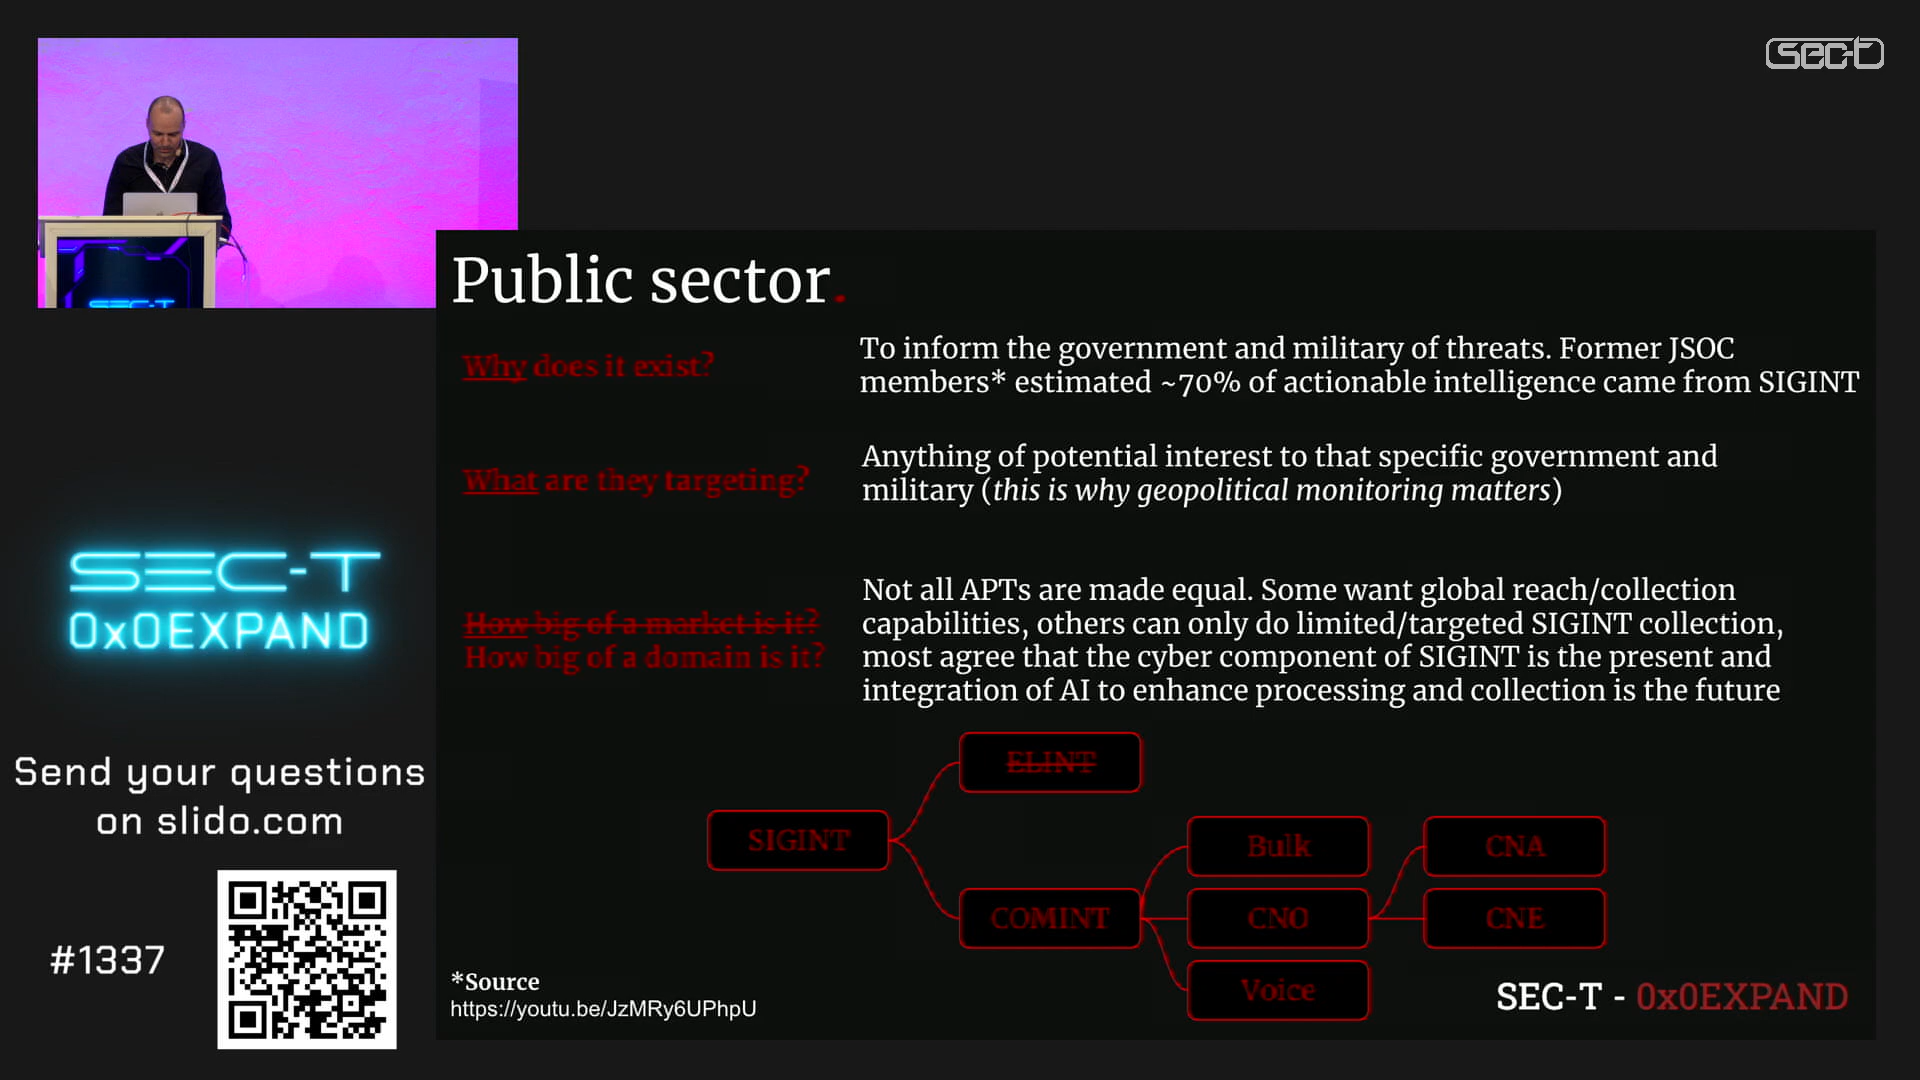 sec-t
SEC-T
Public sector.
Why does it exist?
To inform the government and military of threats. Former JSOC
members* estimated ~70% of actionable intelligence came from SIGINT
What are they targeting?
Anything of potential interest to that specific government and
military (this is why geopolitical monitoring matters)
How big of a market is it?
How big of a domain is it?
Not all APTs are made equal. Some want global reach/collection
capabilities, others can only do limited/targeted SIGINT collection,
most agree that the cyber component of SIGINT is the present and
integration of AI to enhance processing and collection is the future
ELINT
SIGINT
COMINT
Bulk
CNO
Voice
CNA
CNE
*Source
https://youtu.be/JzMRy6UPhpU
SEC-T - 0x0EXPAND
SEC-T
0x0EXPAND
Send your questions
on slido.com
#1337